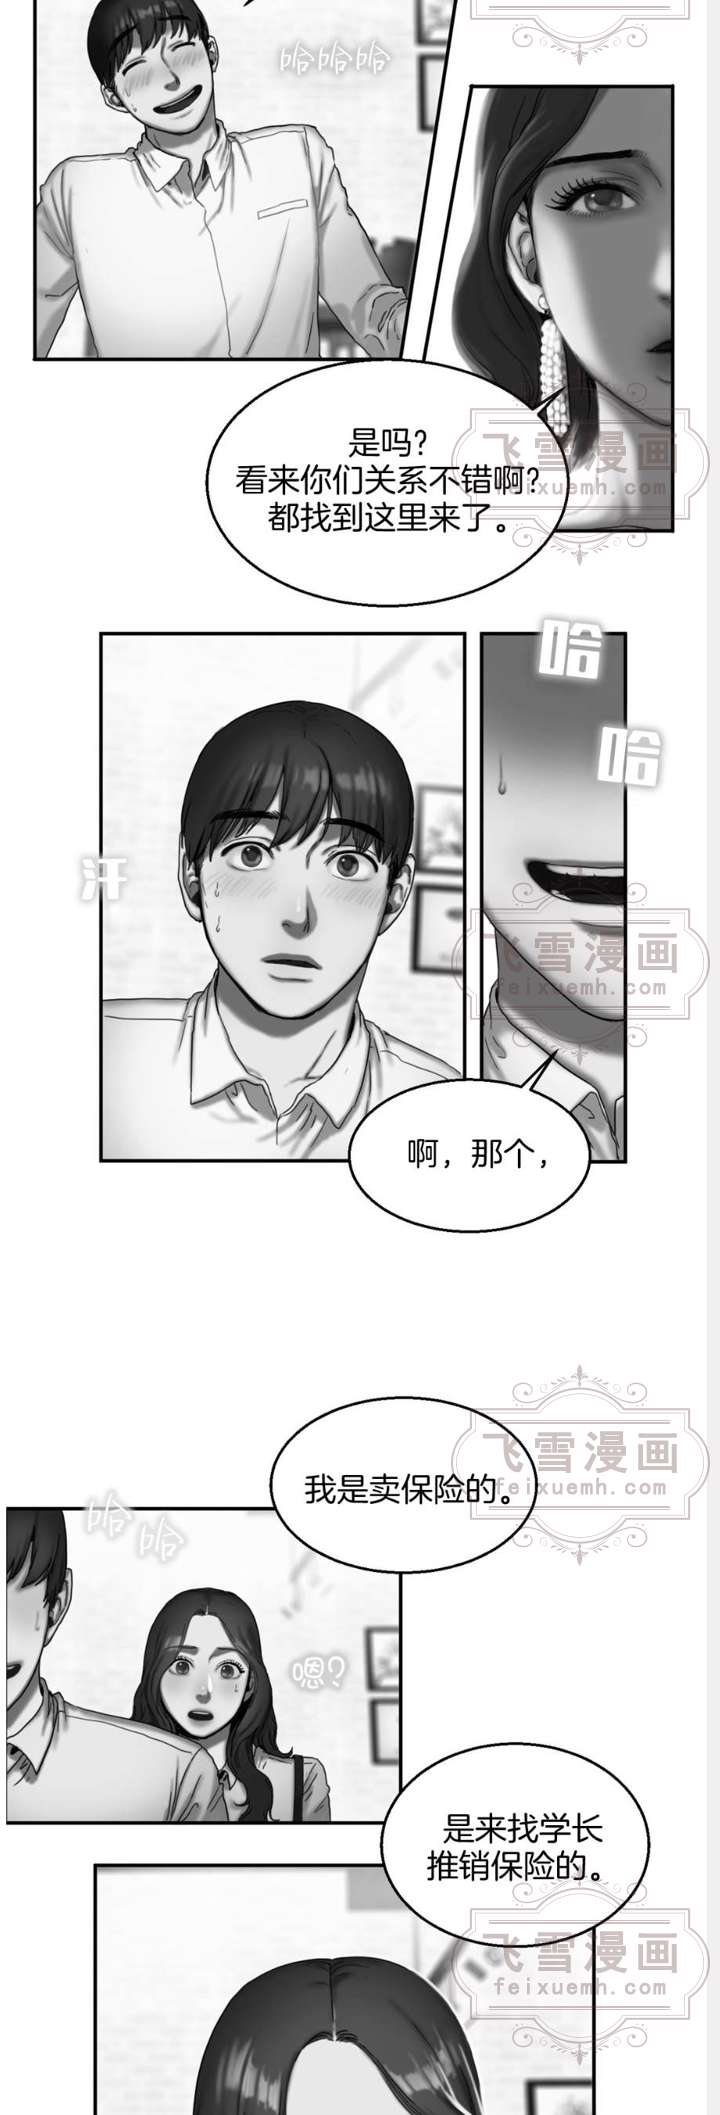 哈哈哈
是吗?
看来你们关系不错啊?
都找到这里来了。
飞雪漫画
feixuemh.com
哈
哈
汗
飞雪漫画
feixuemh.com
啊，那个，
飞雪漫画
feixuemh.com
我是卖保险的。
哈哈
嗯?
是来找学长
推销保险的。
飞雪漫画
feixuemh.com